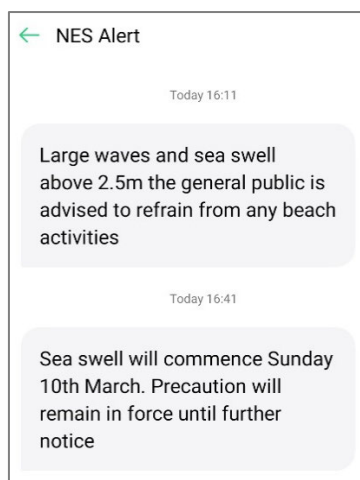 NES Alert
Today 16:11
Large waves and sea swell
above 2.5m the general public is
advised to refrain from any beach
activities
Today 16:41
Sea swell will commence Sunday
10th March. Precaution will
remain in force until further
notice